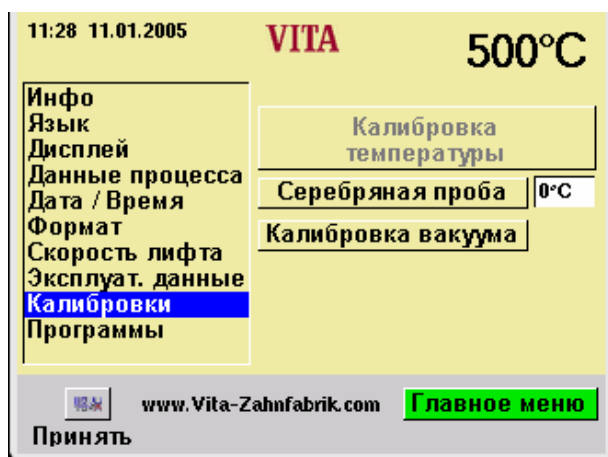 11:28 11.01.2005
VITA
500°C
Инфо
Язык
Дисплей
Данные процесса
Дата / Время
Формат
Скорость лифта
Эксплуат. данные
Калибровки
Программы
Калибровка
температуры
Серебряная проба 0°C
Калибровка вакуума
www.Vita-Zahnfabrik.com
Главное меню
Принять